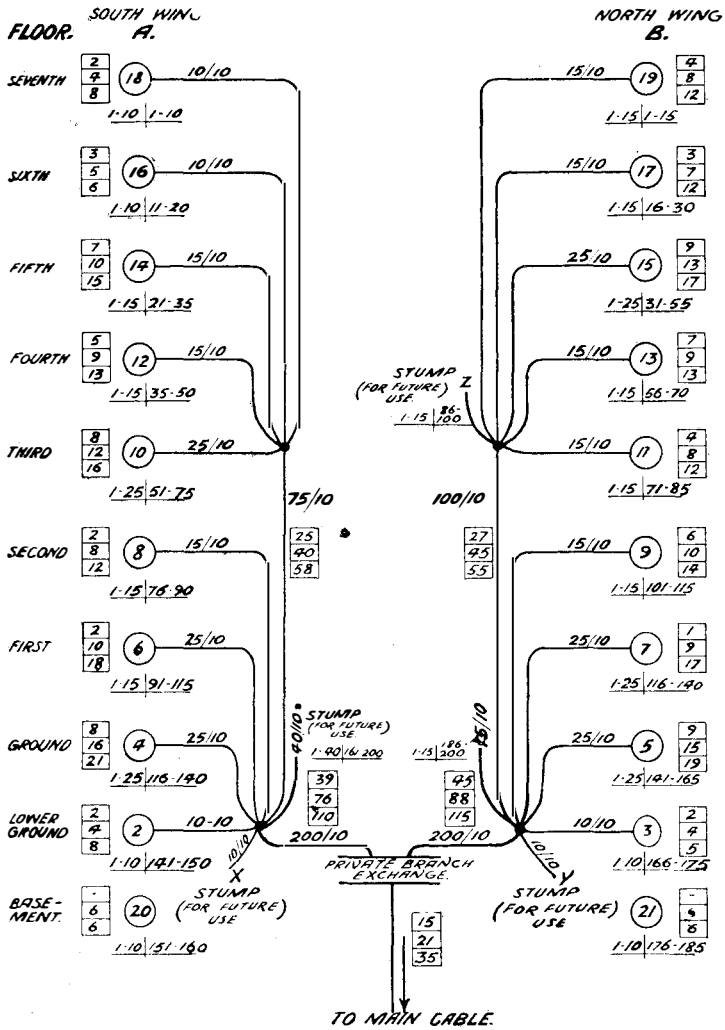 SOUTH WING
NORTH WING
FLOOR.
A.
B.
SEVENTH
2
4
8
18
10/10
1-10 | 1-10
15/10
19
4
8
12
1-15 | 1-15
SIXTH
3
5
6
16
10/10
1-10 | 11-20
15/10
17
3
7
12
1-15 | 16-30
FIFTH
7
10
15
14
15/10
1-15 | 21-35
25/10
15
9
13
17
1-25 | 31-55
FOURTH
5
9
13
12
15/10
1-15 | 35-50
STUMP Z
(FOR FUTURE)
USE.
1-15 | 86-
100
15/10
13
7
9
13
1-15 | 56-70
THIRD
8
12
16
10
25/10
1-25 | 51-75
15/10
11
4
8
12
1-15 | 71-85
75/10
100/10
25
40
58
27
45
55
SECOND
2
8
12
8
15/10
1-15 | 76-90
15/10
9
6
10
14
1-15 | 101-115
FIRST
2
10
18
6
25/10
1-15 | 91-115
25/10
7
1
9
17
1-25 | 116-140
GROUND
8
16
21
4
25/10
1-25 | 116-140
40/10
STUMP
(FOR FUTURE)
USE.
1-40 | 161-200
1-15 | 186-
200
25/10
5
9
15
19
1-25 | 141-165
39
76
110
45
88
115
LOWER
GROUND
2
4
8
2
10-10
1-10 | 141-150
200/10
200/10
10/10
3
2
4
5
1-10 | 166-175
10/10
X
STUMP
(FOR FUTURE)
USE
PRIVATE BRANCH
EXCHANGE.
10/10
Y
STUMP
(FOR FUTURE)
USE
BASE-
MENT.
-
6
6
20
1-10 | 151-160
21
-
6
6
1-10 | 176-185
15
21
35
TO MAIN CABLE.